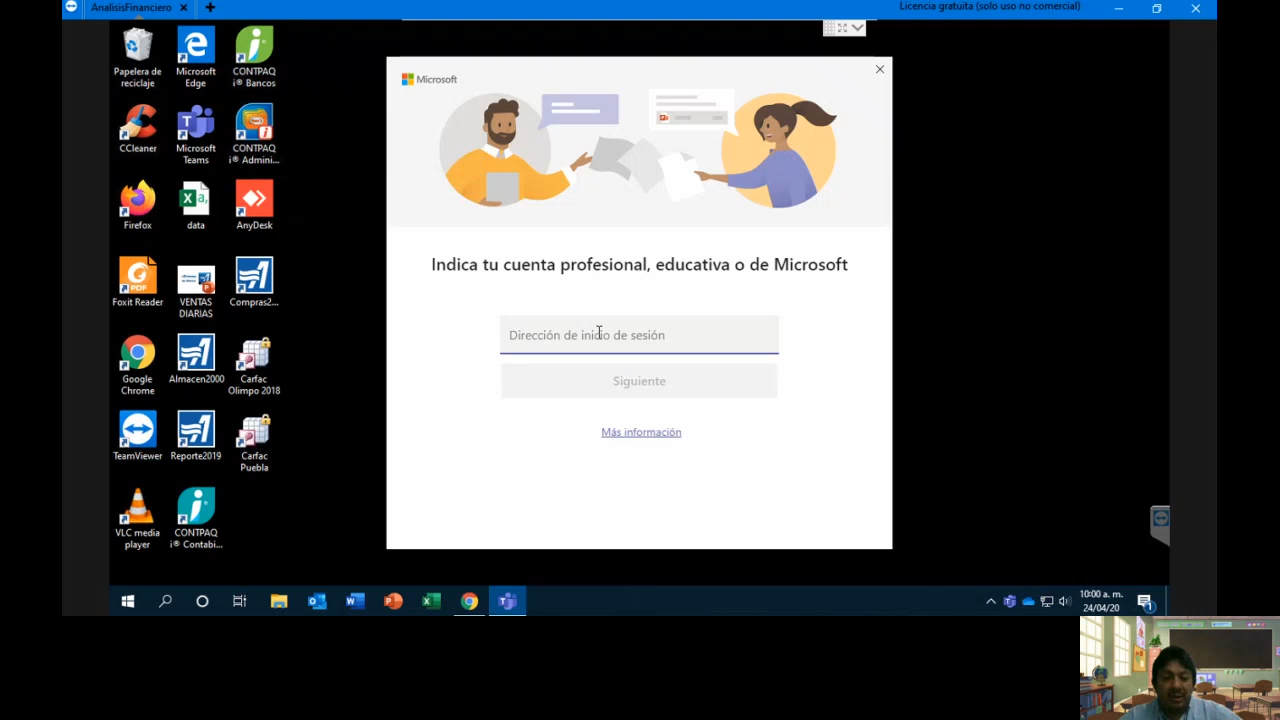 AnalisisFinanciero
Licencia gratuita (solo uso no comercial)
Papelera de
reciclaje
Microsoft
Edge
CONTPAQ
i® Bancos
CCleaner
Microsoft
Teams
CONTPAQ
i® Admini...
Firefox
data
AnyDesk
Foxit Reader
VENTAS
DIARIAS
Compras2...
Google
Chrome
Almacen2000
Carfac
Olimpo 2018
TeamViewer
Reporte2019
Carfac
Puebla
VLC media
player
CONTPAQ
i® Contabi...
Microsoft
Indica tu cuenta profesional, educativa o de Microsoft
Dirección de inicio de sesión
Siguiente
Más información
10:00 a. m.
24/04/20